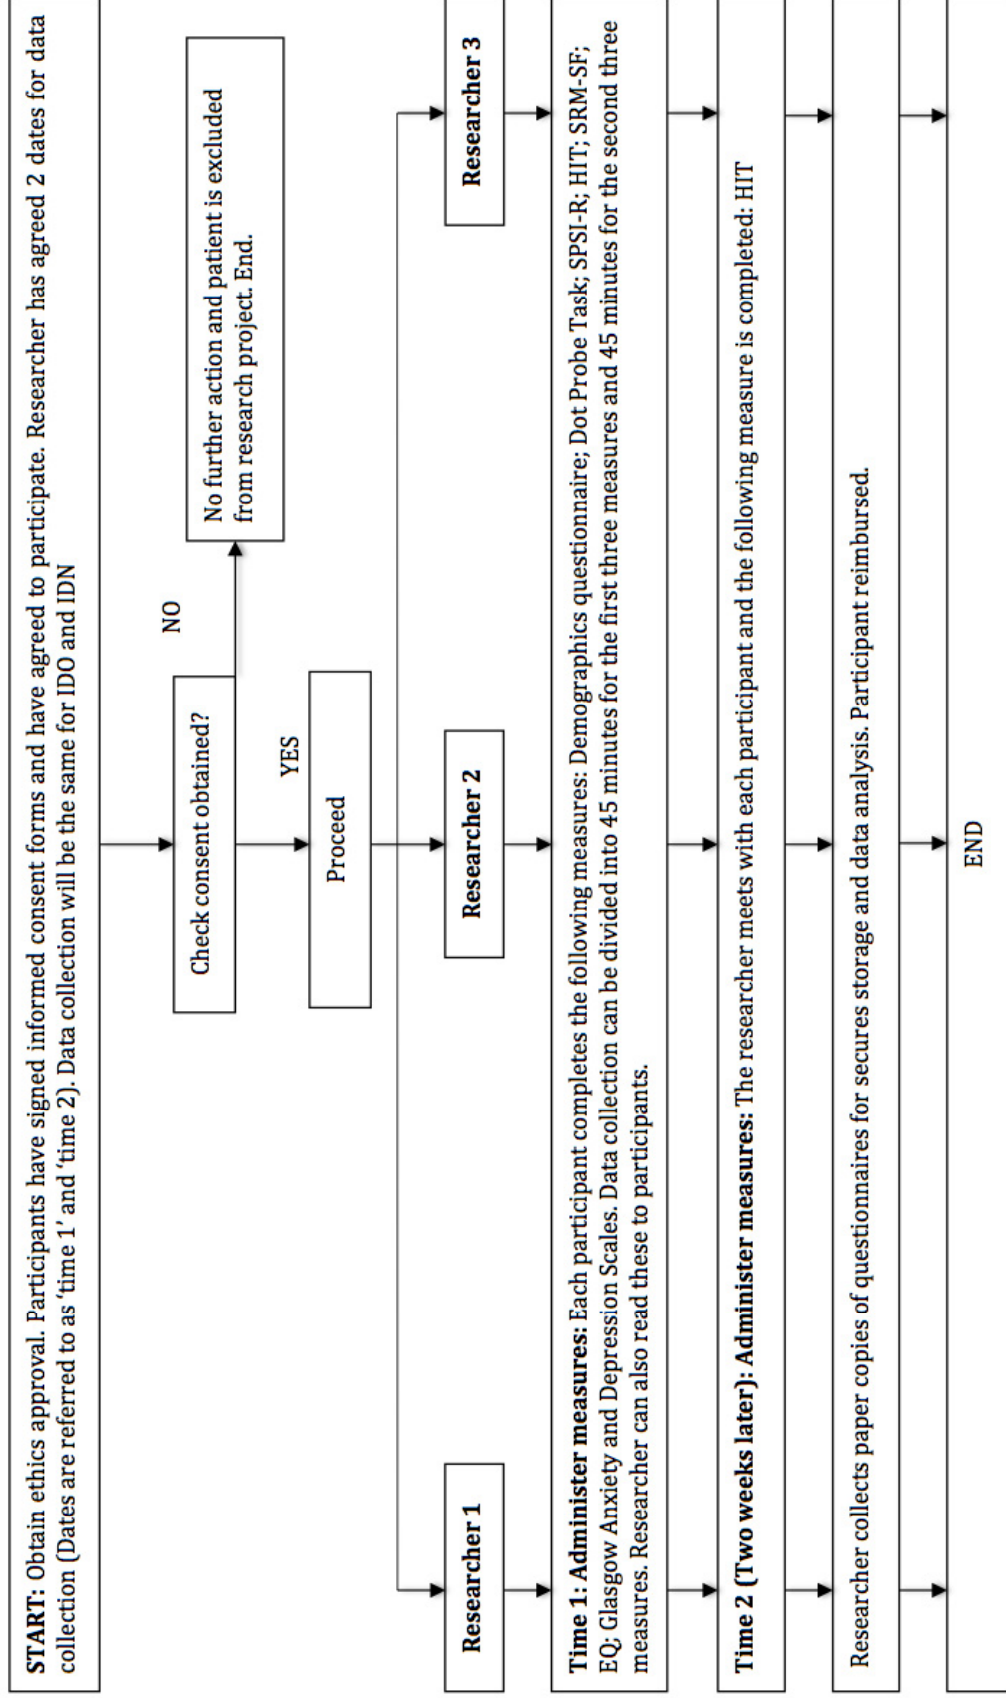 START: Obtain ethics approval. Participants have signed informed consent forms and have agreed to participate. Researcher has agreed 2 dates for data
collection (Dates are referred to as ‘time 1’ and ‘time 2). Data collection will be the same for IDO and IDN
Check consent obtained?
NO
No further action and patient is excluded
from research project. End.
YES
Proceed
Researcher 1
Researcher 2
Researcher 3
Time 1: Administer measures: Each participant completes the following measures: Demographics questionnaire; Dot Probe Task; SPSI-R; HIT; SRM-SF;
EQ; Glasgow Anxiety and Depression Scales. Data collection can be divided into 45 minutes for the first three measures and 45 minutes for the second three
measures. Researcher can also read these to participants.
Time 2 (Two weeks later): Administer measures: The researcher meets with each participant and the following measure is completed: HIT
Researcher collects paper copies of questionnaires for secures storage and data analysis. Participant reimbursed.
END